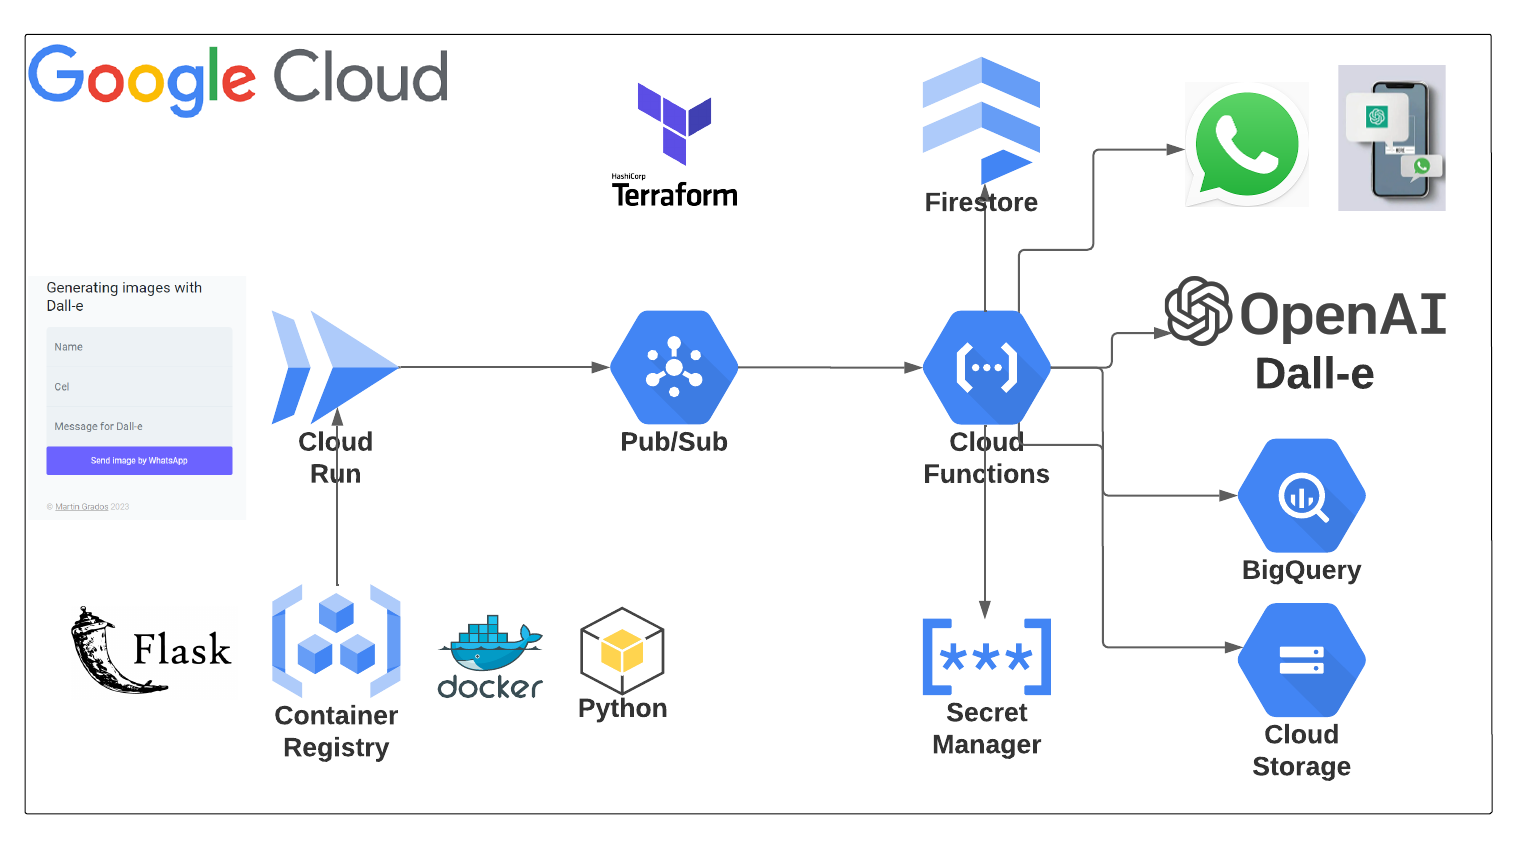 Google Cloud
HashiCorp
Terraform
Firestore
Generating images with
Dall-e
Name
Cel
Message for Dall-e
Send image by WhatsApp
© Martin Grados 2023
Cloud
Run
Pub/Sub
Cloud
Functions
OpenAI
Dall-e
BigQuery
Flask
Container
Registry
docker
Python
***
Secret
Manager
Cloud
Storage